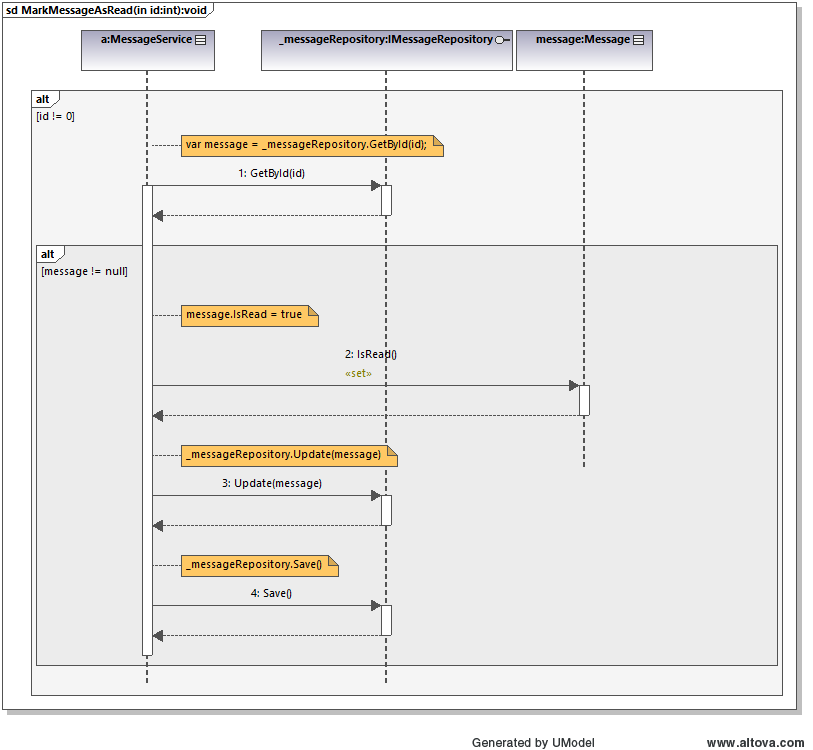 sd MarkMessageAsRead(in id:int):void
a:MessageService
_messageRepository:IMessageRepository
message:Message
alt
[id != 0]
var message = _messageRepository.GetById(id);
1: GetById(id)
alt
[message != null]
message.IsRead = true
2: IsRead()
«set»
_messageRepository.Update(message)
3: Update(message)
_messageRepository.Save()
4: Save()
Generated by UModel
www.altova.com